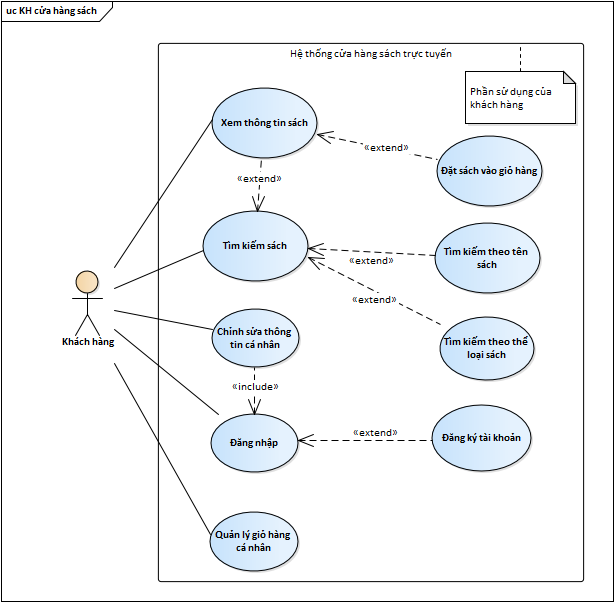 uc KH cửa hàng sách
Hệ thống cửa hàng sách trực tuyến
Phần sử dụng của
khách hàng
Xem thông tin sách
«extend»
Đặt sách vào giỏ hàng
«extend»
Tìm kiếm sách
Tìm kiếm theo tên
sách
«extend»
«extend»
Khách hàng
Chỉnh sửa thông
tin cá nhân
Tìm kiếm theo thể
loại sách
«include»
Đăng nhập
«extend»
Đăng ký tài khoản
Quản lý giỏ hàng
cá nhân